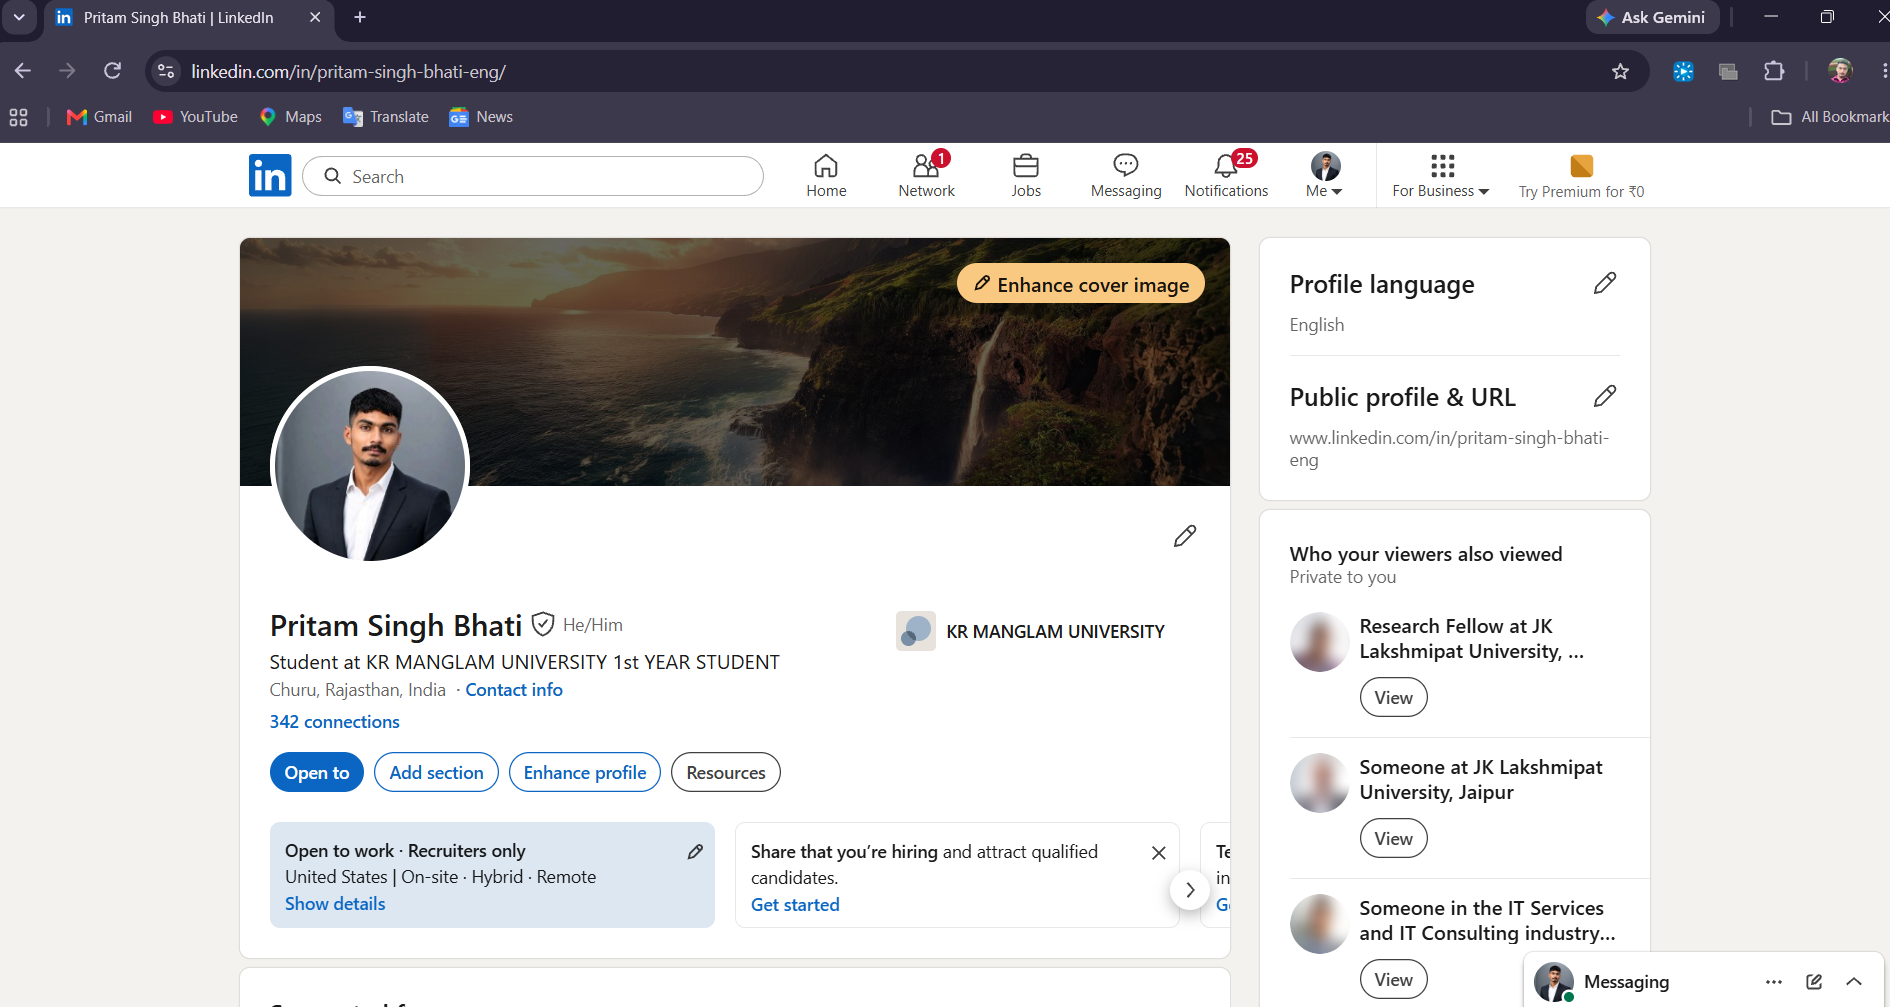 Pritam Singh Bhati | LinkedIn
Ask Gemini
linkedin.com/in/pritam-singh-bhati-eng/
Gmail
YouTube
Maps
Translate
News
All Bookmark
in
Search
Home
1
Network
Jobs
Messaging
25
Notifications
Me
For Business
Try Premium for ₹0
Enhance cover image
Pritam Singh Bhati He/Him
Student at KR MANGLAM UNIVERSITY 1st YEAR STUDENT
Churu, Rajasthan, India · Contact info
342 connections
KR MANGLAM UNIVERSITY
Open to
Add section
Enhance profile
Resources
Open to work · Recruiters only
United States | On-site · Hybrid · Remote
Show details
Share that you’re hiring and attract qualified
candidates.
Get started
Profile language
English
Public profile & URL
www.linkedin.com/in/pritam-singh-bhati-
eng
Who your viewers also viewed
Private to you
Research Fellow at JK
Lakshmipat University, ...
View
Someone at JK Lakshmipat
University, Jaipur
View
Someone in the IT Services
and IT Consulting industry...
View
Messaging